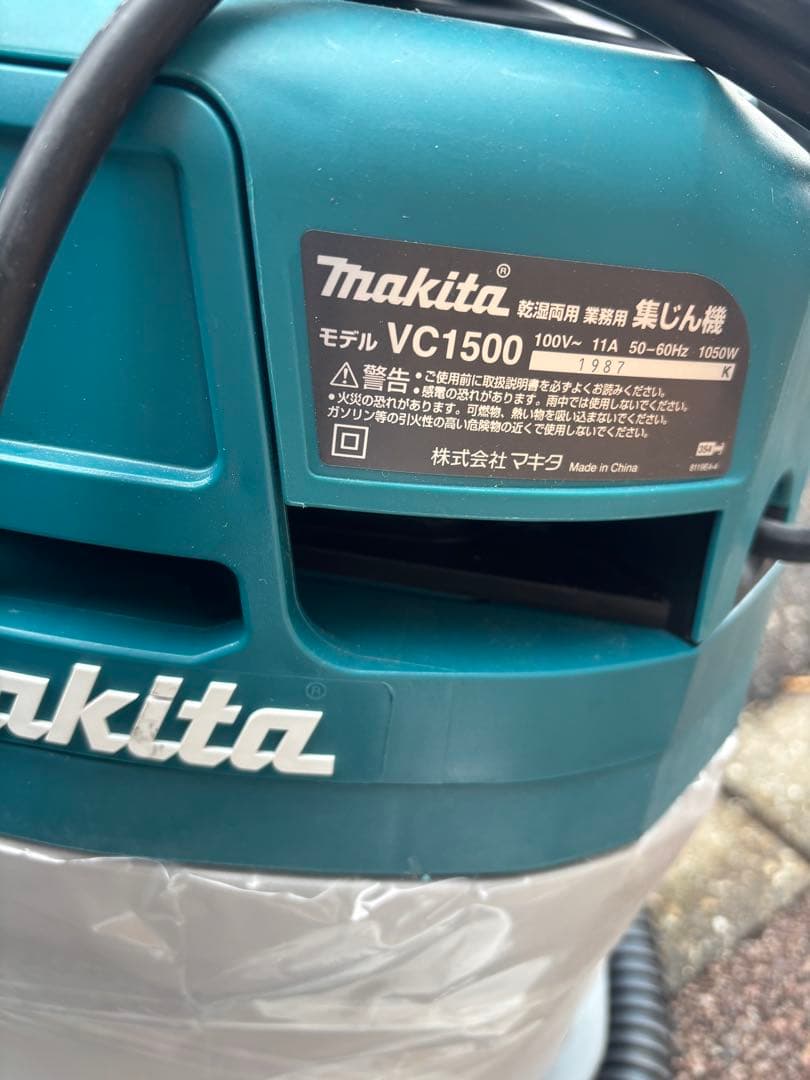 makita® 乾湿両用 業務用 集じん機
モデル VC1500 100V~ 11A 50-60Hz 1050W
1987 K
警告 ・ご使用前に取扱説明書を必ずよくお読みください。
・感電の恐れがあります。雨中では使用しないでください。
・火災の恐れがあります。可燃物、熱い物を吸い込まないでください。
ガソリン等の引火性の高い危険物の近くで使用しないでください。
株式会社 マキタ Made in China
akita®